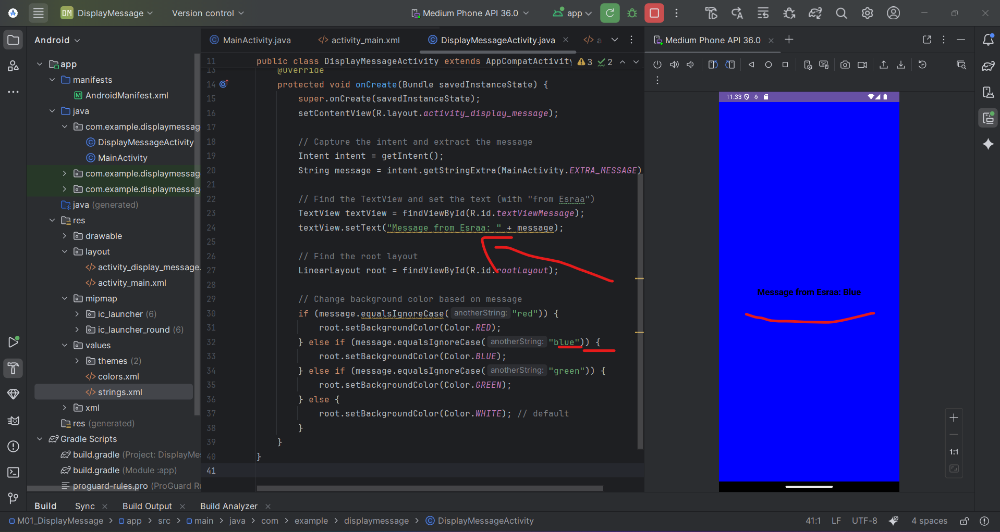 DM DisplayMessage Version control Medium Phone API 36.0 app
Android
app
manifests
AndroidManifest.xml
java
com.example.displaymessag
DisplayMessageActivity
MainActivity
com.example.displaymessag
com.example.displaymessag
java (generated)
res
drawable
layout
activity_display_message.
activity_main.xml
mipmap
ic_launcher (6)
ic_launcher_round (6)
values
themes (2)
colors.xml
strings.xml
xml
res (generated)
Gradle Scripts
build.gradle (Project: DisplayMe
build.gradle (Module :app)
proguard-rules.pro (ProGuard Ru
MainActivity.java activity_main.xml DisplayMessageActivity.java a
11 public class DisplayMessageActivity extends AppCompatActivity 3 2
13 @Override
14 protected void onCreate(Bundle savedInstanceState) {
15 super.onCreate(savedInstanceState);
16 setContentView(R.layout.activity_display_message);
17
18 // Capture the intent and extract the message
19 Intent intent = getIntent();
20 String message = intent.getStringExtra(MainActivity.EXTRA_MESSAGE)
21
22 // Find the TextView and set the text (with "from Esraa")
23 TextView textView = findViewById(R.id.textViewMessage);
24 textView.setText("Message from Esraa: " + message);
25
26 // Find the root layout
27 LinearLayout root = findViewById(R.id.rootLayout);
28
29 // Change background color based on message
30 if (message.equalsIgnoreCase( anotherString: "red")) {
31 root.setBackgroundColor(Color.RED);
32 } else if (message.equalsIgnoreCase( anotherString: "blue")) {
33 root.setBackgroundColor(Color.BLUE);
34 } else if (message.equalsIgnoreCase( anotherString: "green")) {
35 root.setBackgroundColor(Color.GREEN);
36 } else {
37 root.setBackgroundColor(Color.WHITE); // default
38 }
39 }
40 }
41
Medium Phone API 36.0
11:33
Message from Esraa: Blue
1:1
Build Sync Build Output Build Analyzer
M01_DisplayMessage > app > src > main > java > com > example > displaymessage > DisplayMessageActivity 41:1 LF UTF-8 4 spaces